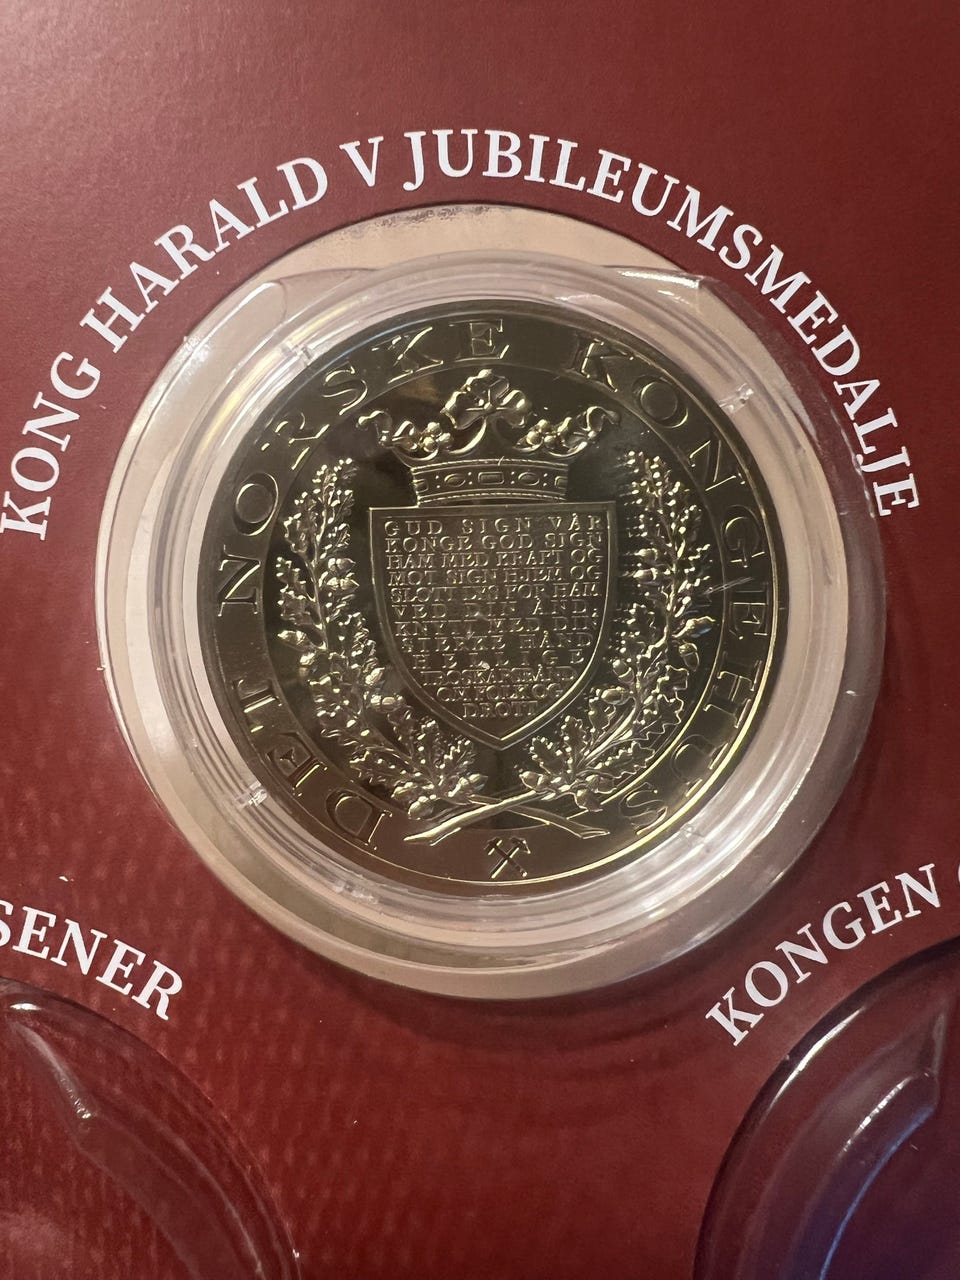 KONG HARALD V JUBILEUMSMEDALJE
DET NORSKE KONGEHUS
GUD SIGN VÅR
KONGE GOD SIGN
HAM MED KRAFT OG
MOT SIGN HJEM OG
SLOTT LYS FOR HAM
VED DIN ÅND,
KNYTT MED DIN
STERKE HÅND
HELLIGE
TROSKAPSBÅND
OM FOLK OG
DROTT
SENER
KONGEN